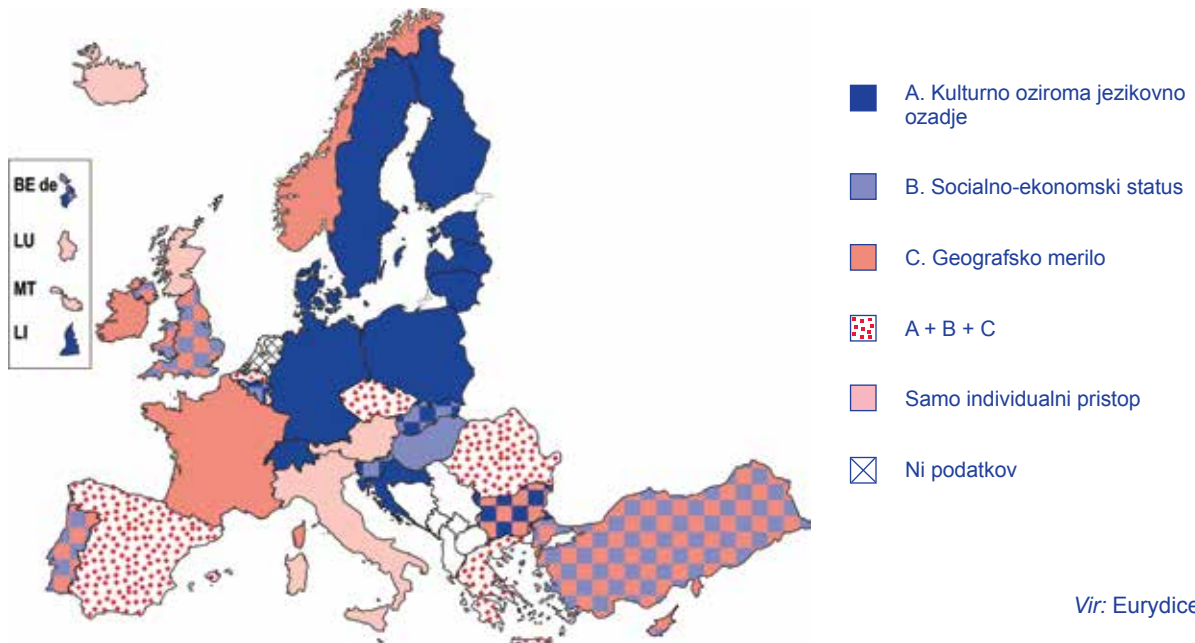 BE de
LU
MT
LI
A. Kulturno oziroma jezikovno
ozadje
B. Socialno-ekonomski status
C. Geografsko merilo
A + B + C
Samo individualni pristop
Ni podatkov
Vir: Eurydice